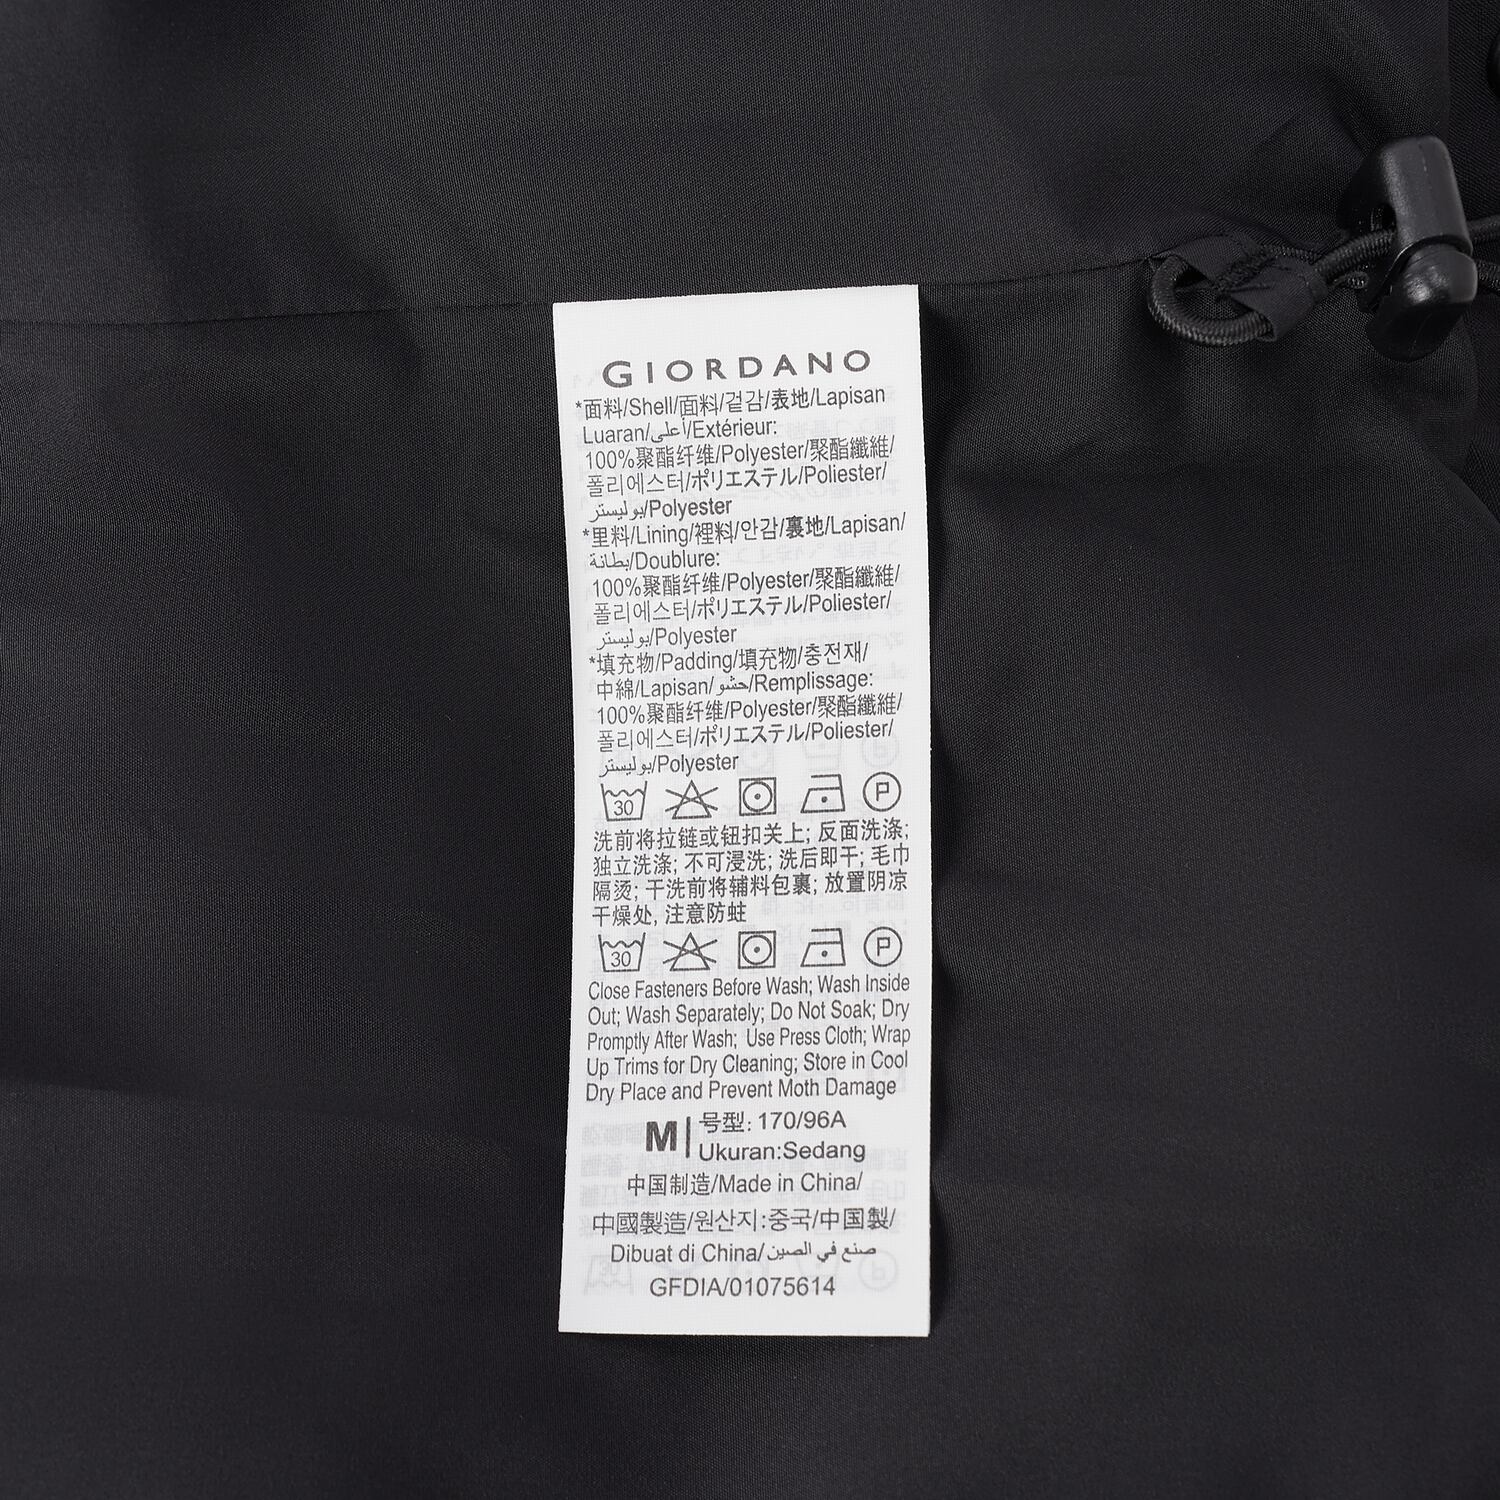 GIORDANO
*面料/Shell/面料/겉감/表地/Lapisan
Luaran/أعلى/Extérieur:
100%聚酯纤维/Polyester/聚酯纖維/
폴리에스터/ポリエステル/Poliester/
بوليستر/Polyester
*里料/Lining/裡料/안감/裏地/Lapisan/
بطانة/Doublure:
100%聚酯纤维/Polyester/聚酯纖維/
폴리에스터/ポリエステル/Poliester/
بوليستر/Polyester
*填充物/Padding/填充物/충전재/
中綿/Lapisan/حشو/Remplissage:
100%聚酯纤维/Polyester/聚酯纖維/
폴리에스터/ポリエステル/Poliester/
بوليستر/Polyester
30 P
洗前将拉链或钮扣关上; 反面洗涤;
独立洗涤; 不可浸洗; 洗后即干; 毛巾
隔烫; 干洗前将辅料包裹; 放置阴凉
干燥处, 注意防蛀
30 P
Close Fasteners Before Wash; Wash Inside
Out; Wash Separately; Do Not Soak; Dry
Promptly After Wash; Use Press Cloth; Wrap
Up Trims for Dry Cleaning; Store in Cool
Dry Place and Prevent Moth Damage
M 号型: 170/96A
Ukuran:Sedang
中国制造/Made in China/
中國製造/원산지:중국/中国製/
Dibuat di China/صنع في الصين
GFDIA/01075614